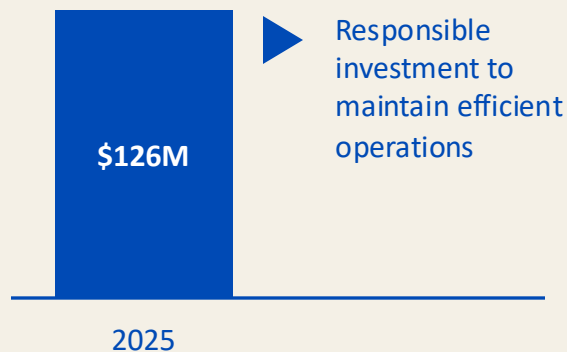 Responsible
investment to
maintain efficient
operations
$126M
2025